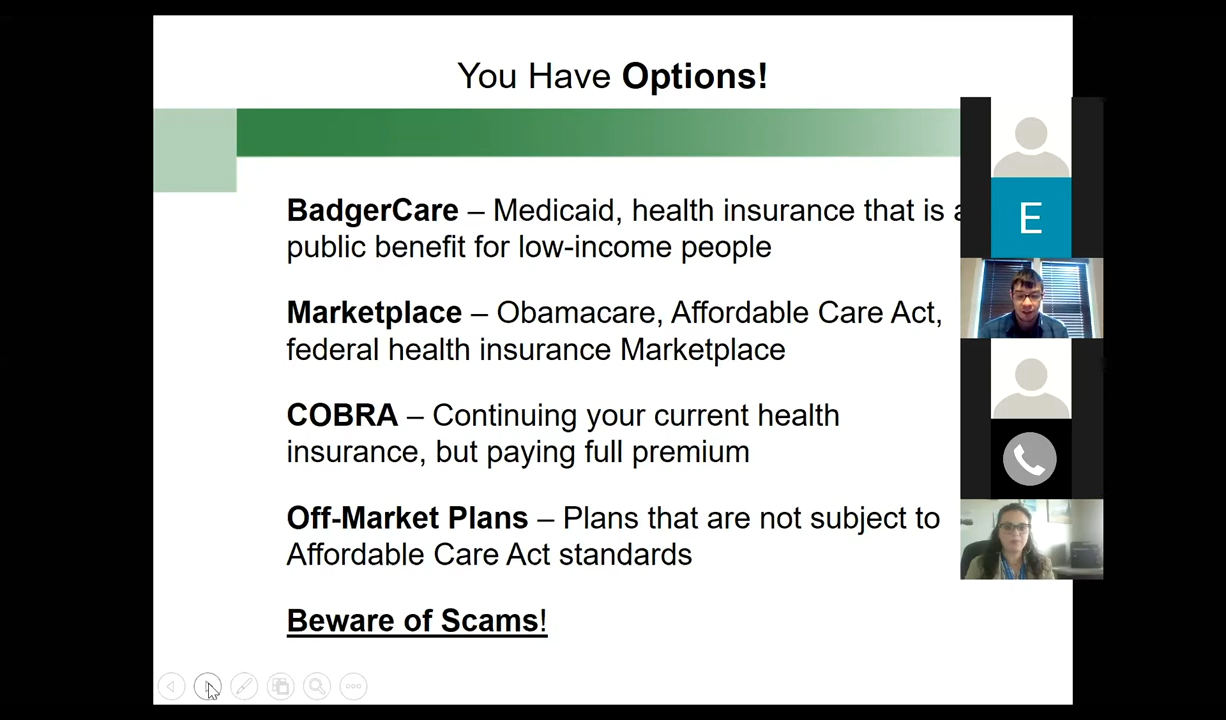 You Have Options!
BadgerCare – Medicaid, health insurance that is a
public benefit for low-income people
Marketplace – Obamacare, Affordable Care Act,
federal health insurance Marketplace
COBRA – Continuing your current health
insurance, but paying full premium
Off-Market Plans – Plans that are not subject to
Affordable Care Act standards
Beware of Scams!
E